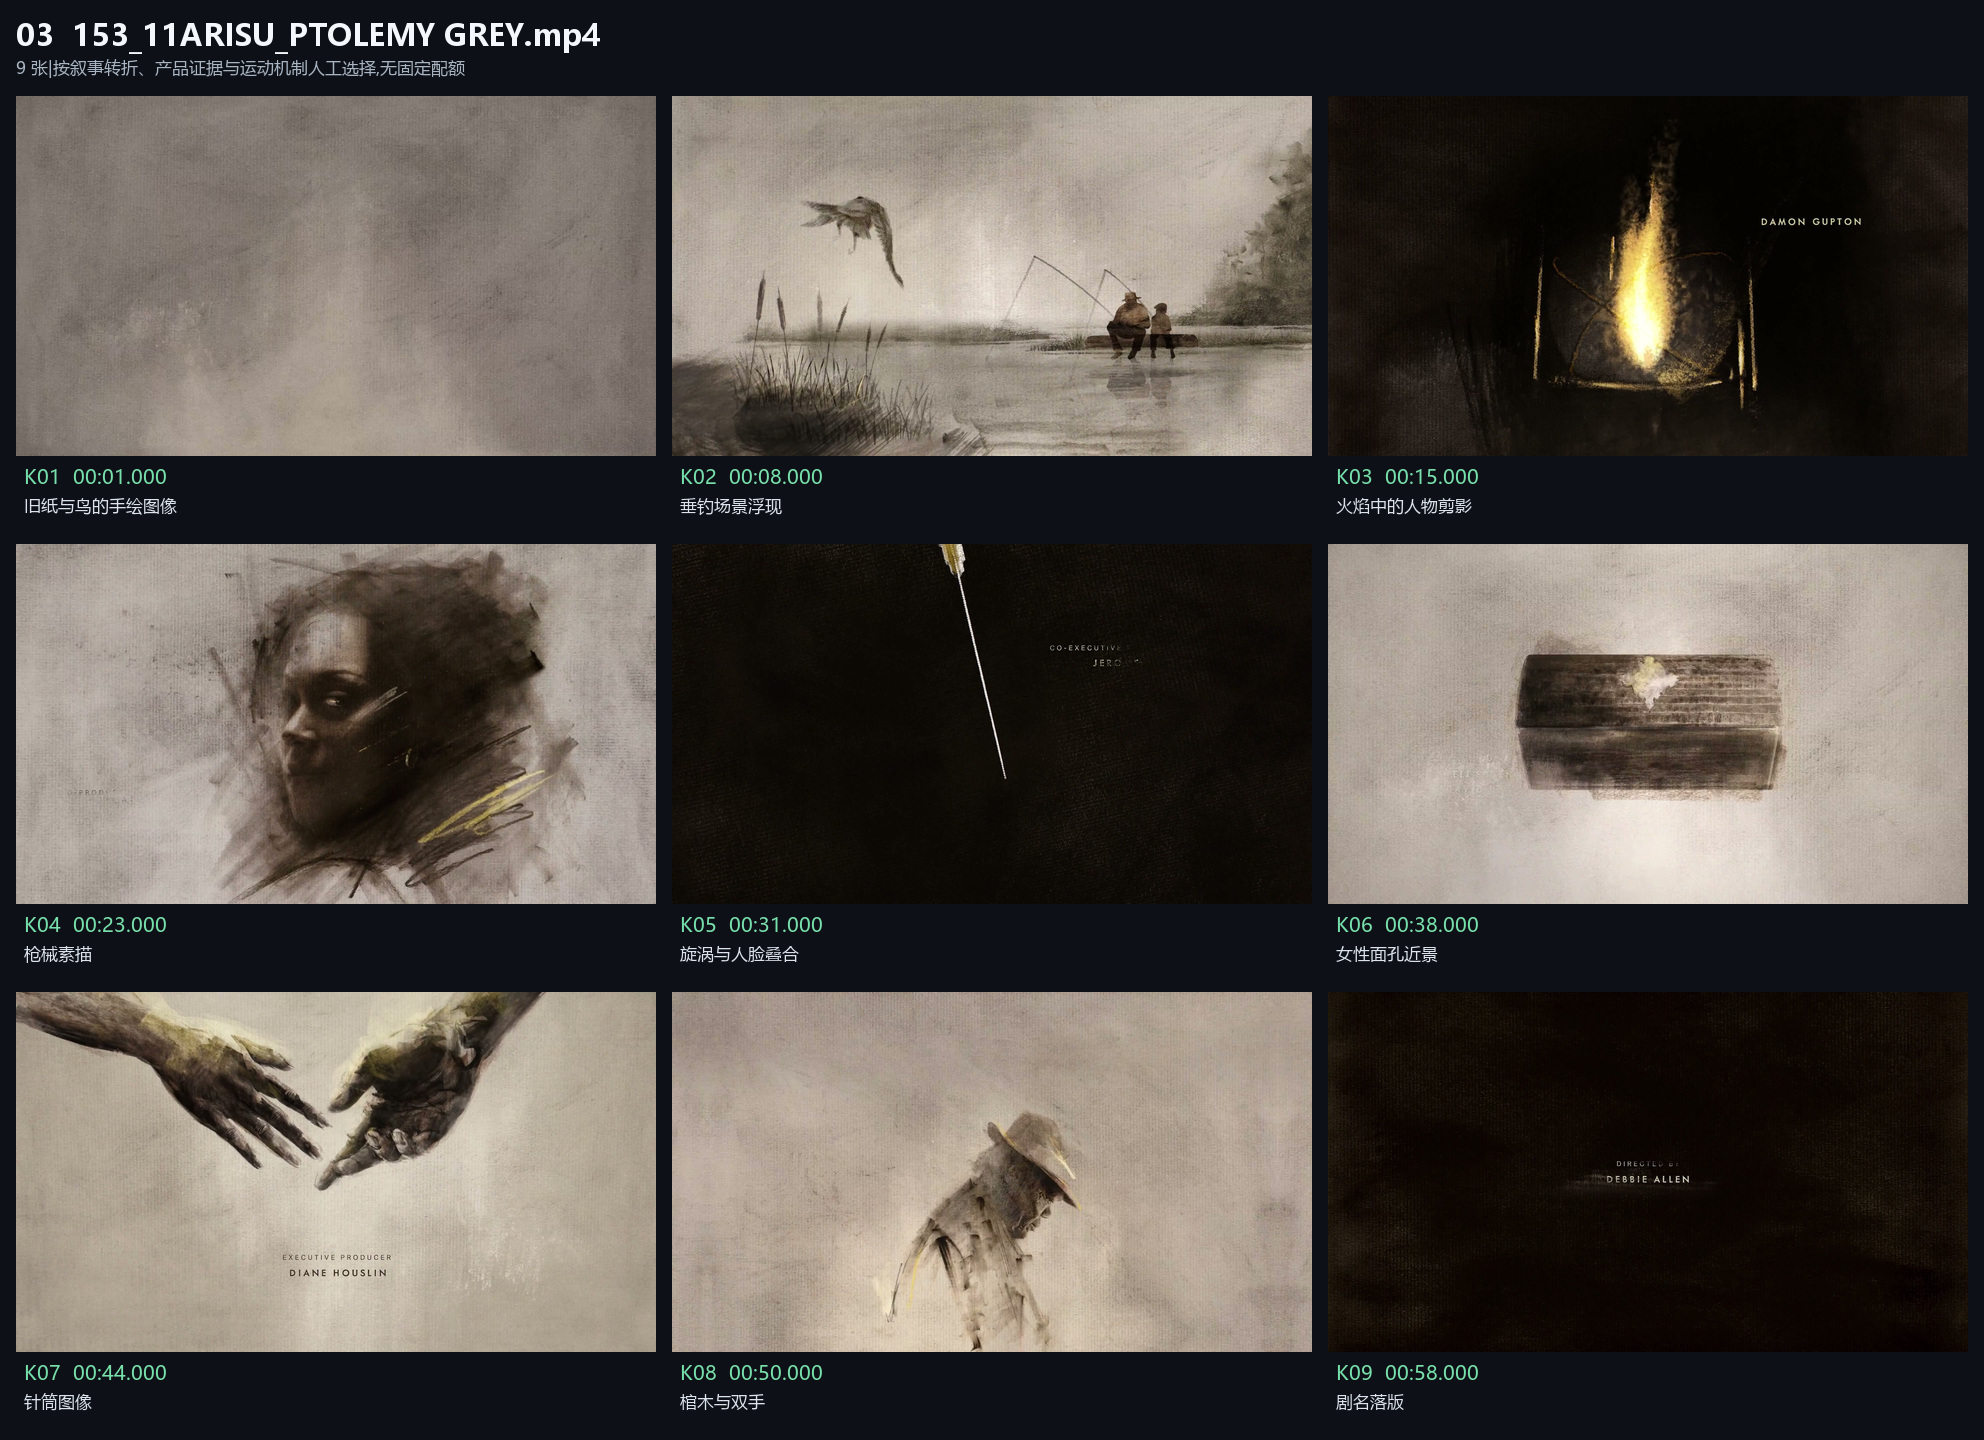 03 153_11ARISU_PTOLEMY GREY.mp4
9 张|按叙事转折、产品证据与运动机制人工选择,无固定配额
DAMON GUPTON
K01 00:01.000
旧纸与鸟的手绘图像
K02 00:08.000
垂钓场景浮现
K03 00:15.000
火焰中的人物剪影
CO-EXECUTIVE
K04 00:23.000
枪械素描
K05 00:31.000
旋涡与人脸叠合
K06 00:38.000
女性面孔近景
EXECUTIVE PRODUCER
DIANE HOUSLIN
DIRECTED BY
DEBBIE ALLEN
K07 00:44.000
针筒图像
K08 00:50.000
棺木与双手
K09 00:58.000
剧名落版